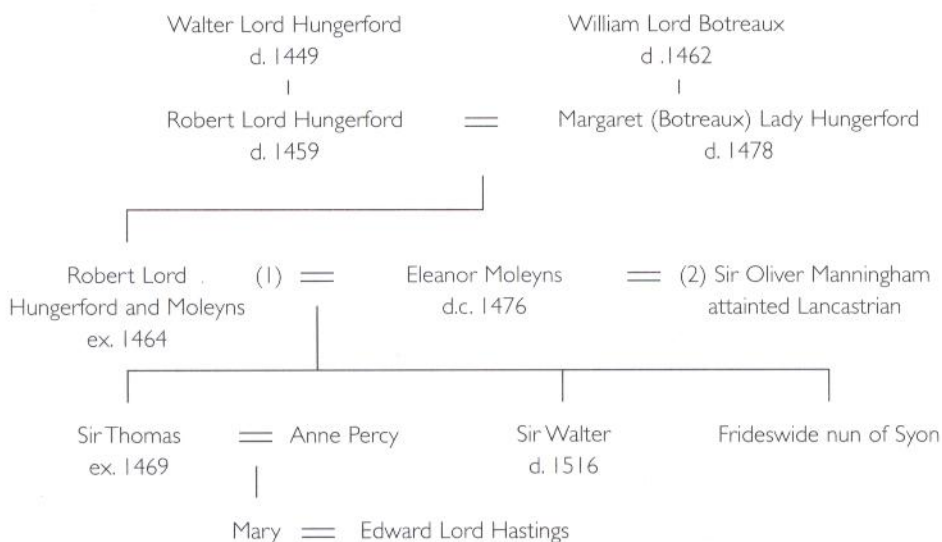 Walter Lord Hungerford
d. 1449
William Lord Botreaux
d .1462
Robert Lord Hungerford
d. 1459
=
Margaret (Botreaux) Lady Hungerford
d. 1478
Robert Lord
Hungerford and Moleyns
ex. 1464
(1) =
Eleanor Moleyns
d.c. 1476
= (2) Sir Oliver Manningham
attainted Lancastrian
Sir Thomas
ex. 1469
= Anne Percy
Sir Walter
d. 1516
Frideswide nun of Syon
Mary = Edward Lord Hastings